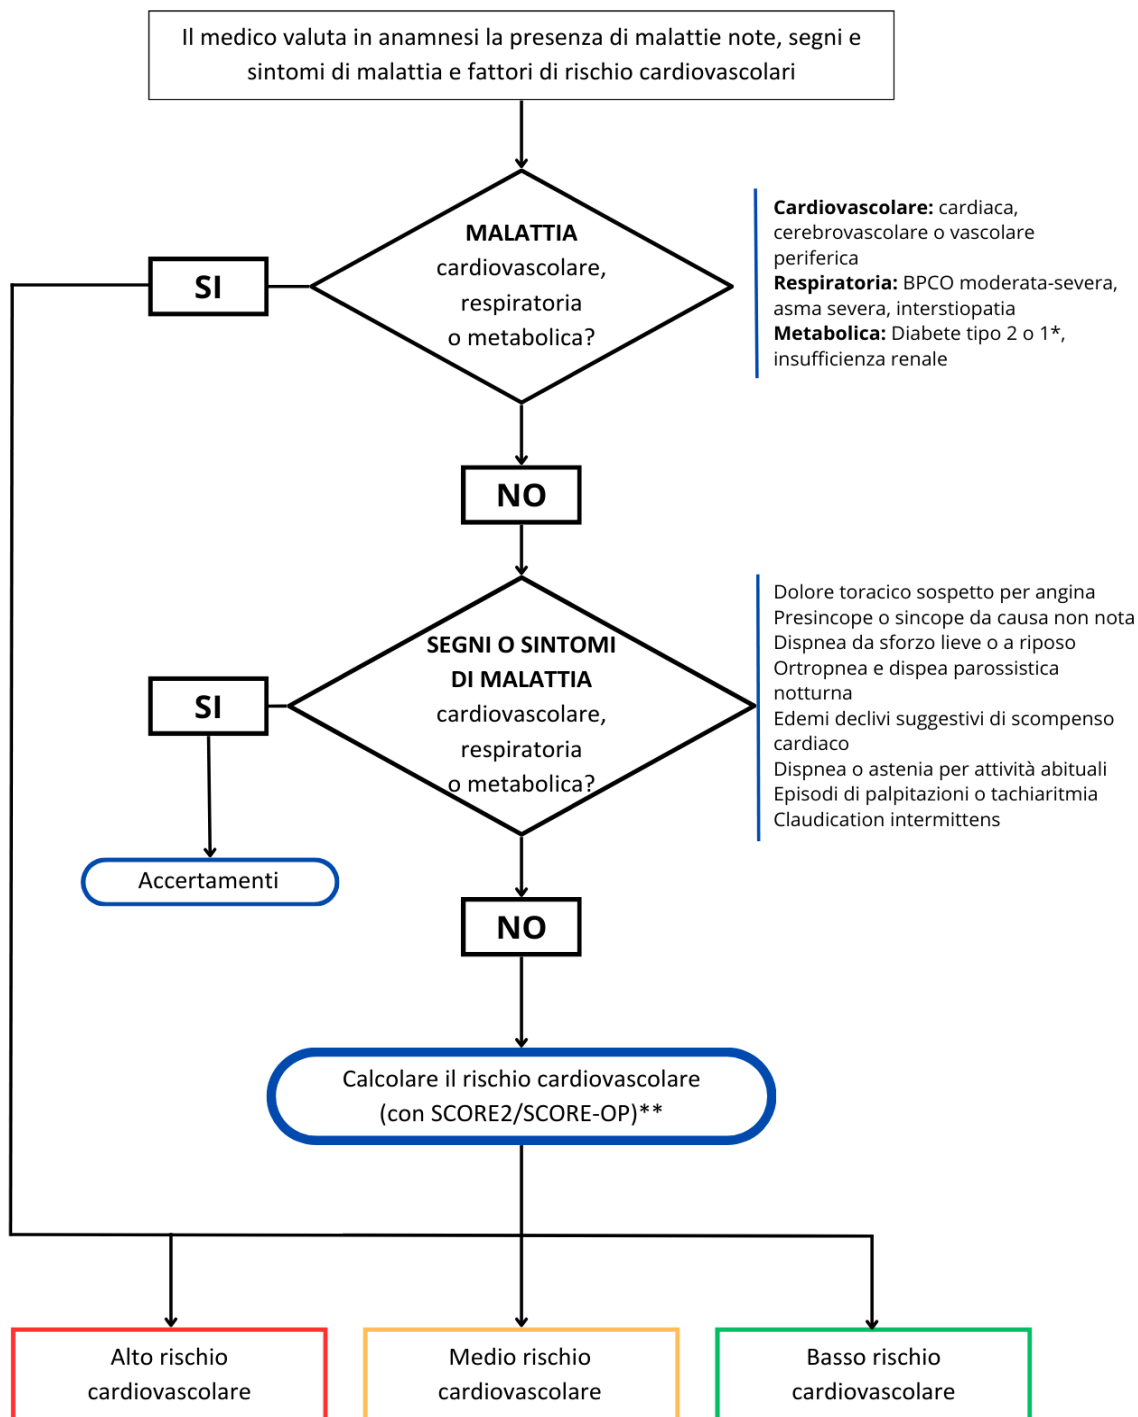 Il medico valuta in anamnesi la presenza di malattie note, segni e
sintomi di malattia e fattori di rischio cardiovascolari
MALATTIA
cardiovascolare,
respiratoria
o metabolica?
SI
Cardiovascolare: cardiaca,
cerebrovascolare o vascolare
periferica
Respiratoria: BPCO moderata-severa,
asma severa, interstiopatia
Metabolica: Diabete tipo 2 o 1*,
insufficienza renale
NO
SEGNI O SINTOMI
DI MALATTIA
cardiovascolare,
respiratoria
o metabolica?
SI
Dolore toracico sospetto per angina
Presincope o sincope da causa non nota
Dispnea da sforzo lieve o a riposo
Ortropnea e dispea parossistica
notturna
Edemi declivi suggestivi di scompenso
cardiaco
Dispnea o astenia per attività abituali
Episodi di palpitazioni o tachiaritmia
Claudication intermittens
Accertamenti
NO
Calcolare il rischio cardiovascolare
(con SCORE2/SCORE-OP)**
Alto rischio
cardiovascolare
Medio rischio
cardiovascolare
Basso rischio
cardiovascolare